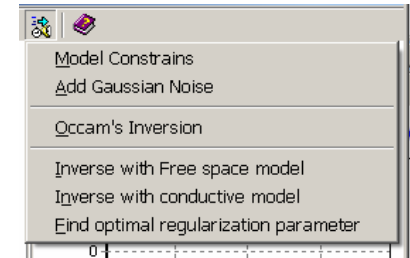 Model Constrains
Add Gaussian Noise
Occam's Inversion
Inverse with Free space model
Inverse with conductive model
Find optimal regularization parameter
0